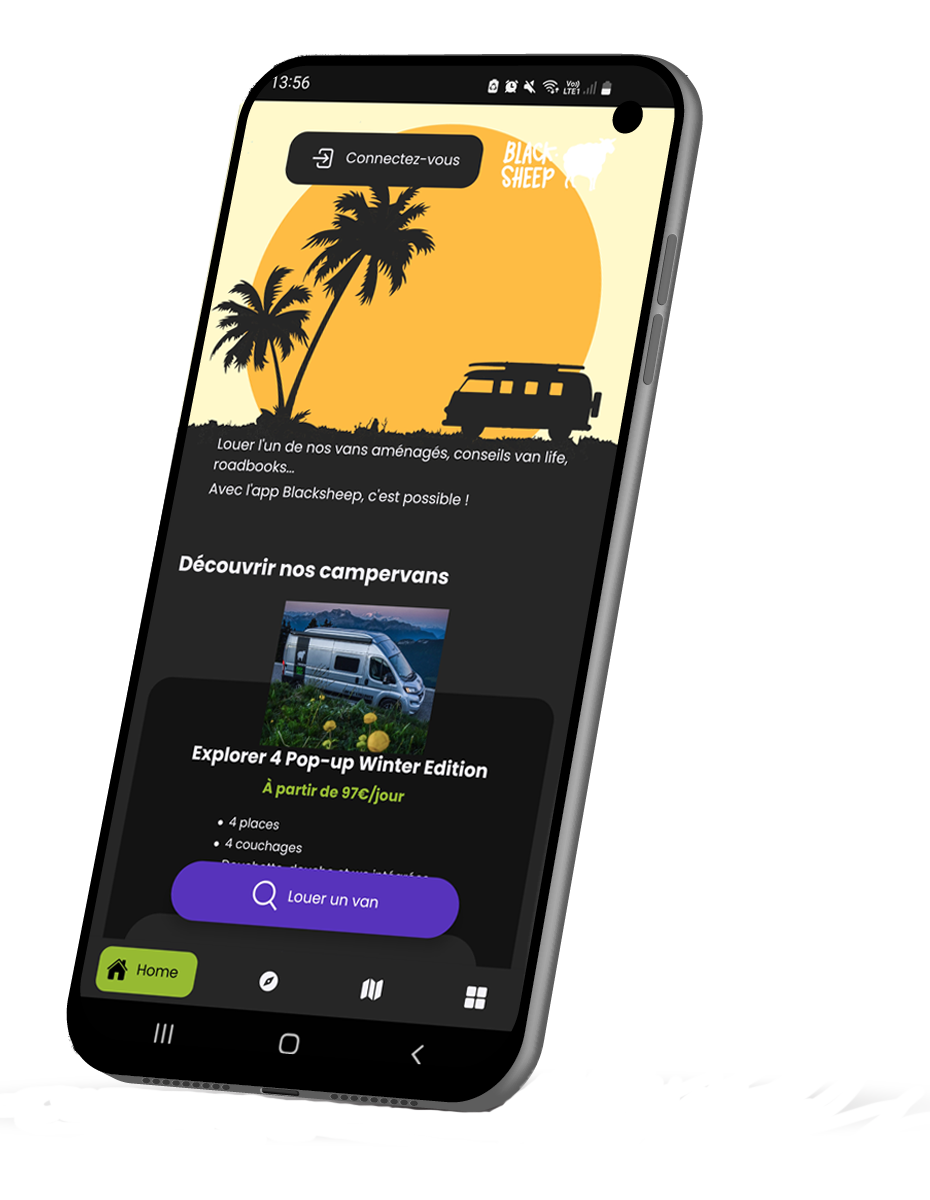 13:56
Vo))
LTE1
Connectez-vous
BLACK
SHEEP
Louer l'un de nos vans aménagés, conseils van life,
roadbooks...
Avec l'app Blacksheep, c'est possible !
Découvrir nos campervans
Explorer 4 Pop-up Winter Edition
À partir de 97€/jour
• 4 places
• 4 couchages
Louer un van
Home